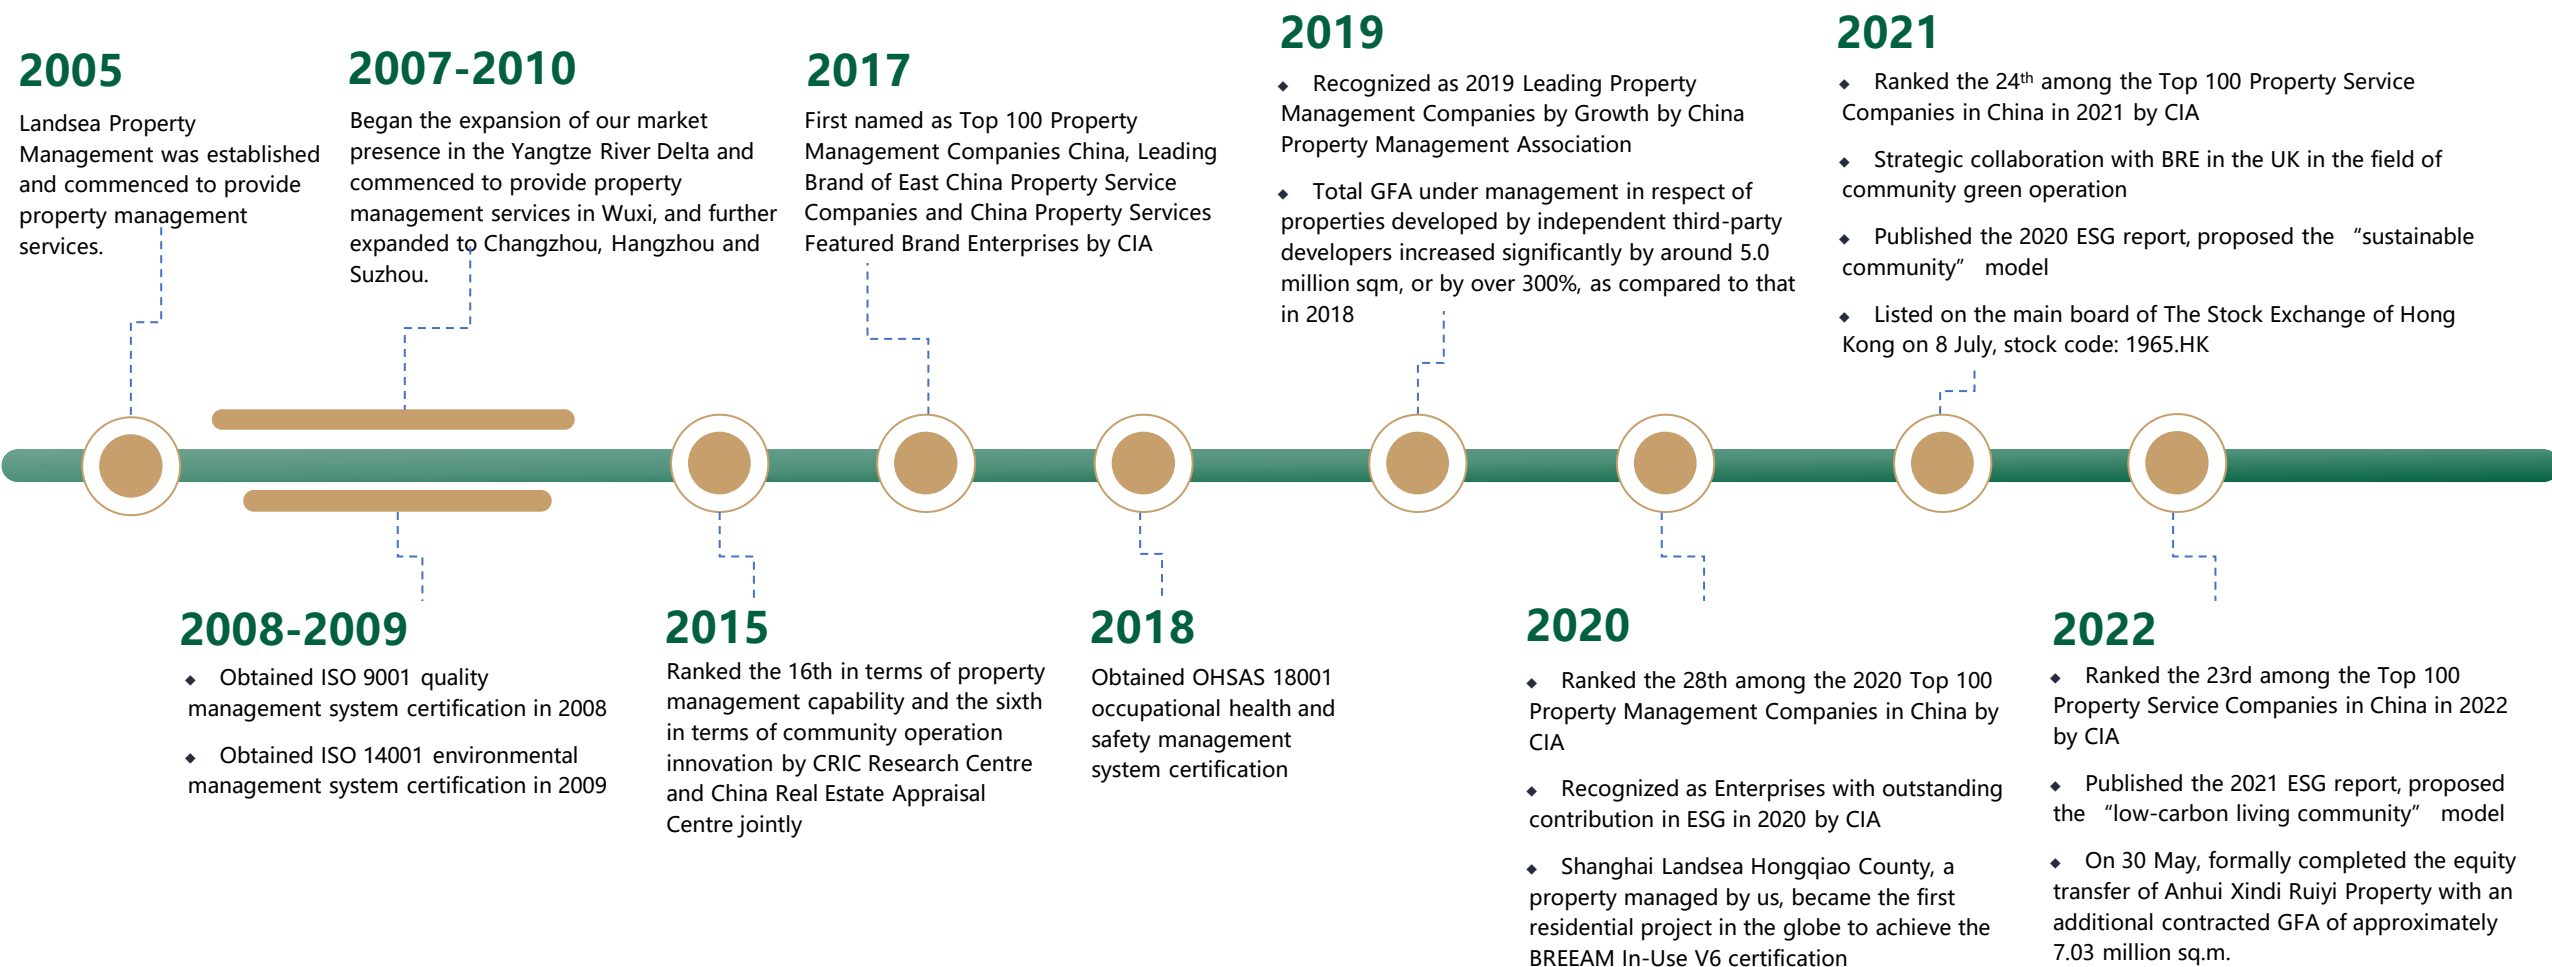 2005
Landsea Property
Management was established
and commenced to provide
property management
services.
2007-2010
Began the expansion of our market
presence in the Yangtze River Delta and
commenced to provide property
management services in Wuxi, and further
expanded to Changzhou, Hangzhou and
Suzhou.
2017
First named as Top 100 Property
Management Companies China, Leading
Brand of East China Property Service
Companies and China Property Services
Featured Brand Enterprises by CIA
2019
◆ Recognized as 2019 Leading Property
Management Companies by Growth by China
Property Management Association
◆ Total GFA under management in respect of
properties developed by independent third-party
developers increased significantly by around 5.0
million sqm, or by over 300%, as compared to that
in 2018
2021
◆ Ranked the 24th among the Top 100 Property Service
Companies in China in 2021 by CIA
◆ Strategic collaboration with BRE in the UK in the field of
community green operation
◆ Published the 2020 ESG report, proposed the “sustainable
community” model
◆ Listed on the main board of The Stock Exchange of Hong
Kong on 8 July, stock code: 1965.HK
2008-2009
◆ Obtained ISO 9001 quality
management system certification in 2008
◆ Obtained ISO 14001 environmental
management system certification in 2009
2015
Ranked the 16th in terms of property
management capability and the sixth
in terms of community operation
innovation by CRIC Research Centre
and China Real Estate Appraisal
Centre jointly
2018
Obtained OHSAS 18001
occupational health and
safety management
system certification
2020
◆ Ranked the 28th among the 2020 Top 100
Property Management Companies in China by
CIA
◆ Recognized as Enterprises with outstanding
contribution in ESG in 2020 by CIA
◆ Shanghai Landsea Hongqiao County, a
property managed by us, became the first
residential project in the globe to achieve the
BREEAM In-Use V6 certification
2022
◆ Ranked the 23rd among the Top 100
Property Service Companies in China in 2022
by CIA
◆ Published the 2021 ESG report, proposed
the “low-carbon living community” model
◆ On 30 May, formally completed the equity
transfer of Anhui Xindi Ruiyi Property with an
additional contracted GFA of approximately
7.03 million sq.m.